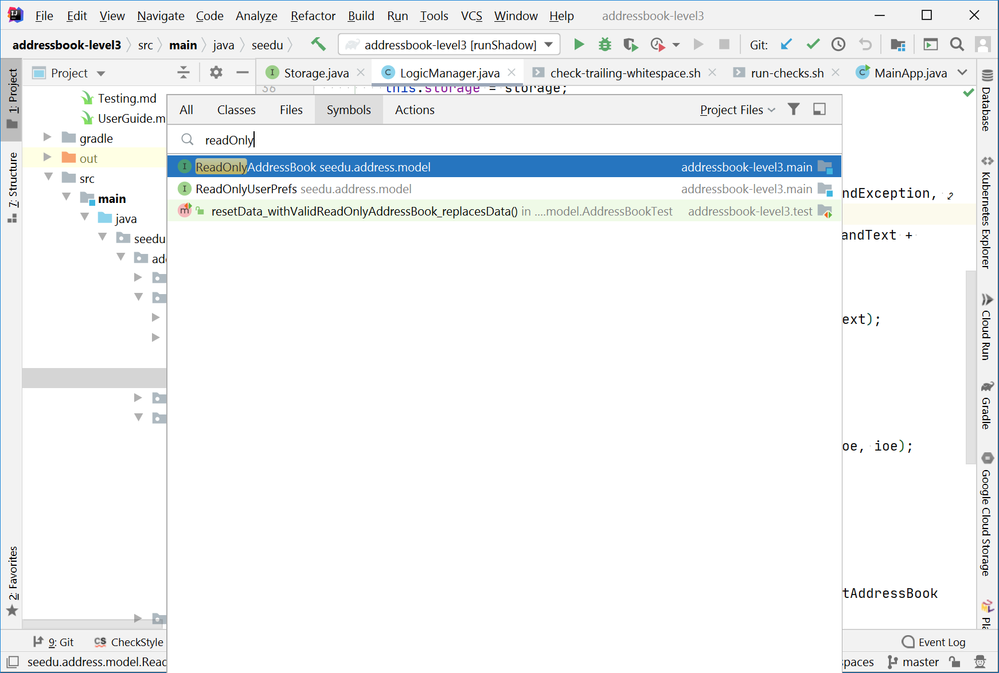 File Edit View Navigate Code Analyze Refactor Build Run Tools VCS Window Help addressbook-level3
addressbook-level3 src main java seedu addressbook-level3 [runShadow] Git:
1: Project
7: Structure
2: Favorites
Project
Storage.java LogicManager.java check-trailing-whitespace.sh run-checks.sh MainApp.java
36 this.storage = storage;
Testing.md
UserGuide.m
gradle
out
src
main
java
seedu
add
All Classes Files Symbols Actions Project Files
readOnly
ReadOnlyAddressBook seedu.address.model addressbook-level3.main
ReadOnlyUserPrefs seedu.address.model addressbook-level3.main
resetData_withValidReadOnlyAddressBook_replacesData() in ....model.AddressBookTest addressbook-level3.test
ndException,
andText +
ext);
oe, ioe);
tAddressBook
Database
Kubernetes Explorer
Cloud Run
Gradle
Google Cloud Storage
Pla
9: Git CheckStyle Event Log
seedu.address.model.Read spaces master